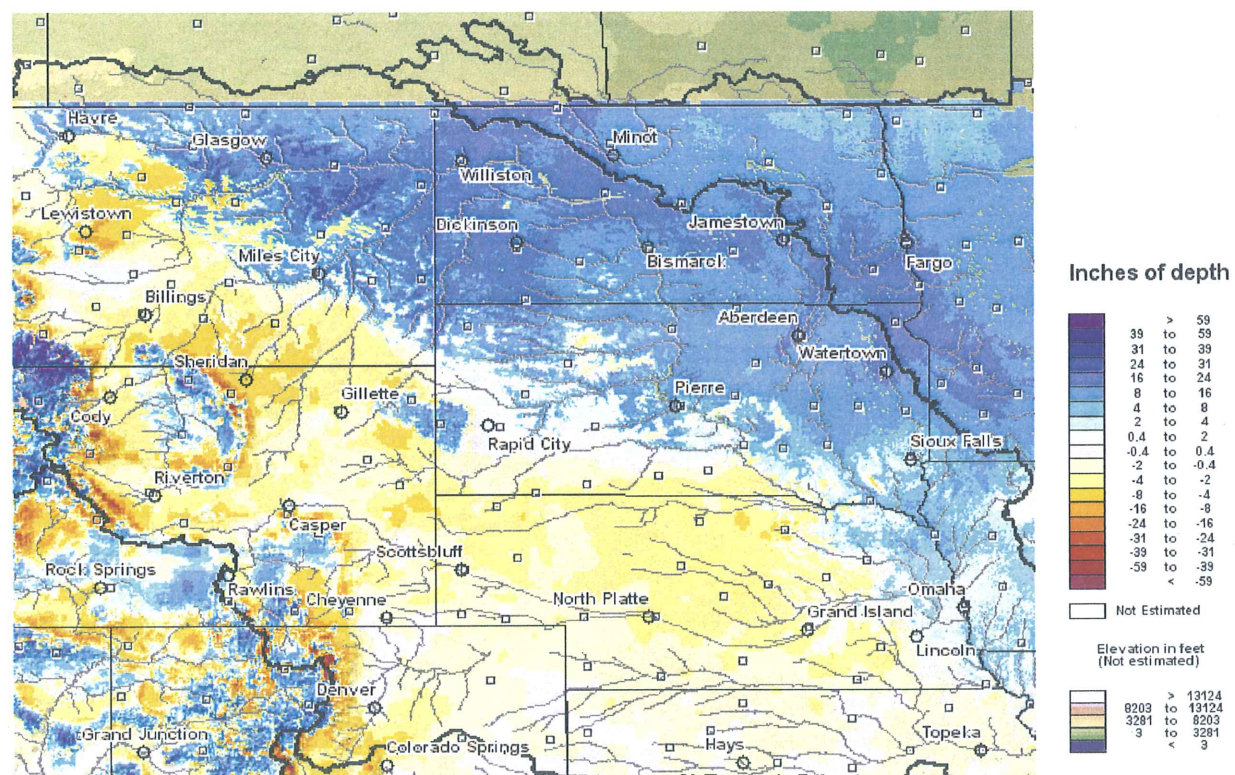 Havre
Glasgow
Minot
Williston
Lewistown
Dickinson
Jamestown
Miles City
Bismarck
Fargo
Billings
Aberdeen
Sheridan
Watertown
Gillette
Pierre
Cody
Rapid City
Sioux Falls
Riverton
Casper
Scottsbluff
Rock Springs
Rawlins
Cheyenne
North Platte
Omaha
Grand Island
Lincoln
Denver
Grand Junction
Colorado Springs
Hays
Topeka
Inches of depth
> 59
39 to 59
31 to 39
24 to 31
16 to 24
8 to 16
4 to 8
2 to 4
0.4 to 2
-0.4 to 0.4
-2 to -0.4
-4 to -2
-8 to -4
-16 to -8
-24 to -16
-31 to -24
-39 to -31
-59 to -39
< -59
Not Estimated
Elevation in feet
(Not estimated)
> 13124
8203 to 13124
3281 to 8203
3 to 3281
< 3